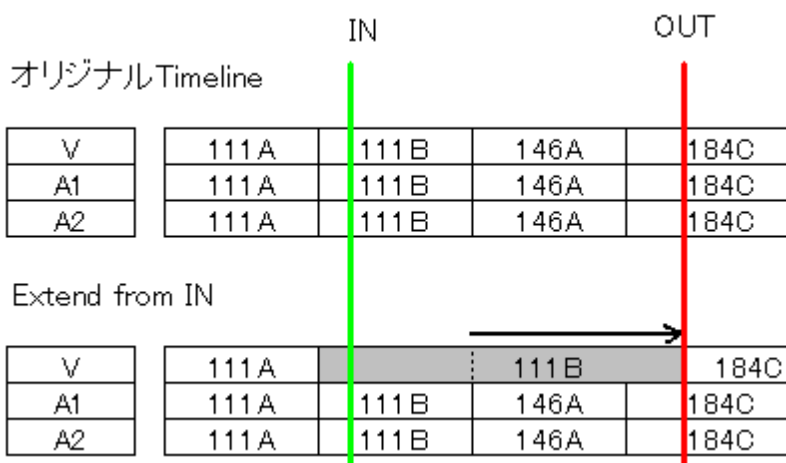 IN OUT
オリジナルTimeline
V 111A 111B 146A 184C
A1 111A 111B 146A 184C
A2 111A 111B 146A 184C
Extend from IN
V 111A 111B 184C
A1 111A 111B 146A 184C
A2 111A 111B 146A 184C